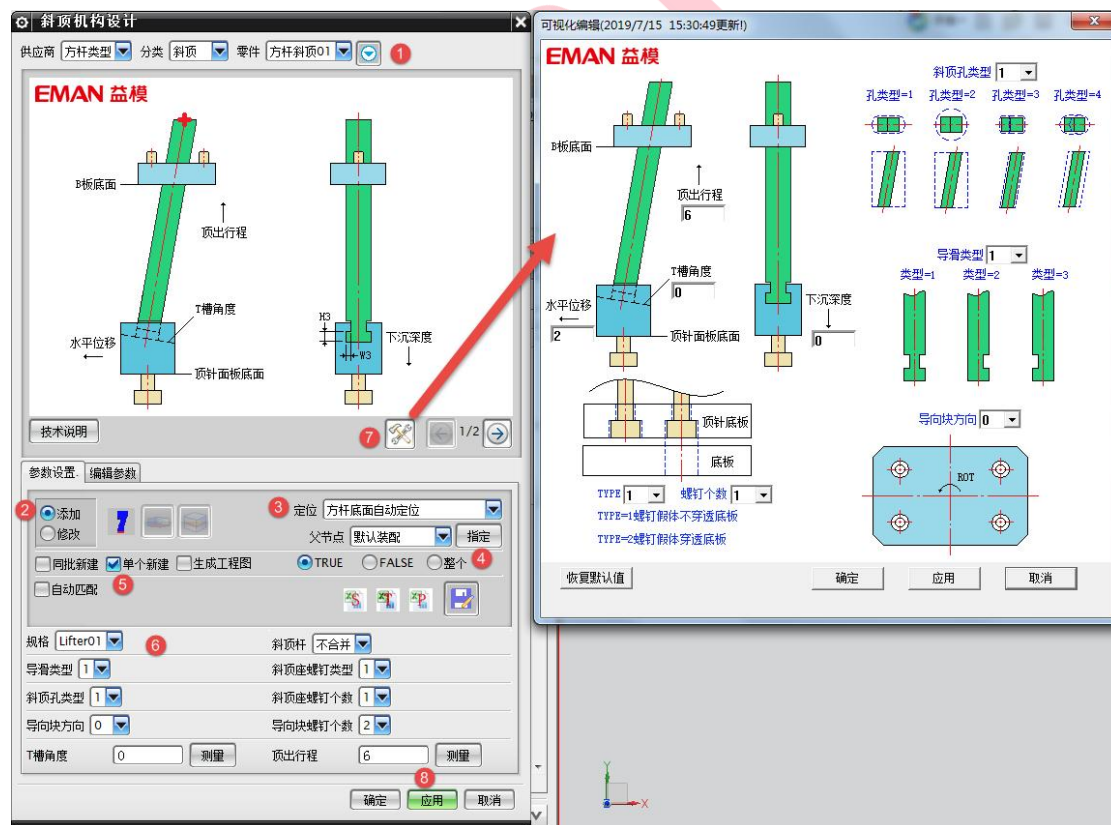 斜顶机构设计
供应商 方杆类型 分类 斜顶 零件 方杆斜顶01 1
EMAN 益模
B板底面
顶出行程
T槽角度
H3
水平位移
W3
下沉深度
顶针面板底面
技术说明 7 1/2
参数设置. 编辑参数
2 添加 3 定位 方杆底面自动定位
修改 父节点 默认装配 指定
同批新建 单个新建 生成工程图 TRUE FALSE 整个 4
自动匹配 5
规格 Lifter01 6 斜顶杆 不合并
导滑类型 1 斜顶座螺钉类型 1
斜顶孔类型 1 斜顶座螺钉个数 1
导向块方向 0 导向块螺钉个数 2
T槽角度 0 测量 顶出行程 6 测量
8
确定 应用 取消
可视化编辑(2019/7/15 15:30:49更新!)
EMAN 益模
B板底面
顶出行程
6
T槽角度
0
水平位移
2
顶针面板底面
下沉深度
0
顶针底板
底板
TYPE 1 螺钉个数 1
TYPE=1螺钉假体不穿透底板
TYPE=2螺钉假体穿透底板
斜顶孔类型 1
孔类型=1 孔类型=2 孔类型=3 孔类型=4
导滑类型 1
类型=1 类型=2 类型=3
导向块方向 0
ROT
恢复默认值 确定 应用 取消
Y
X